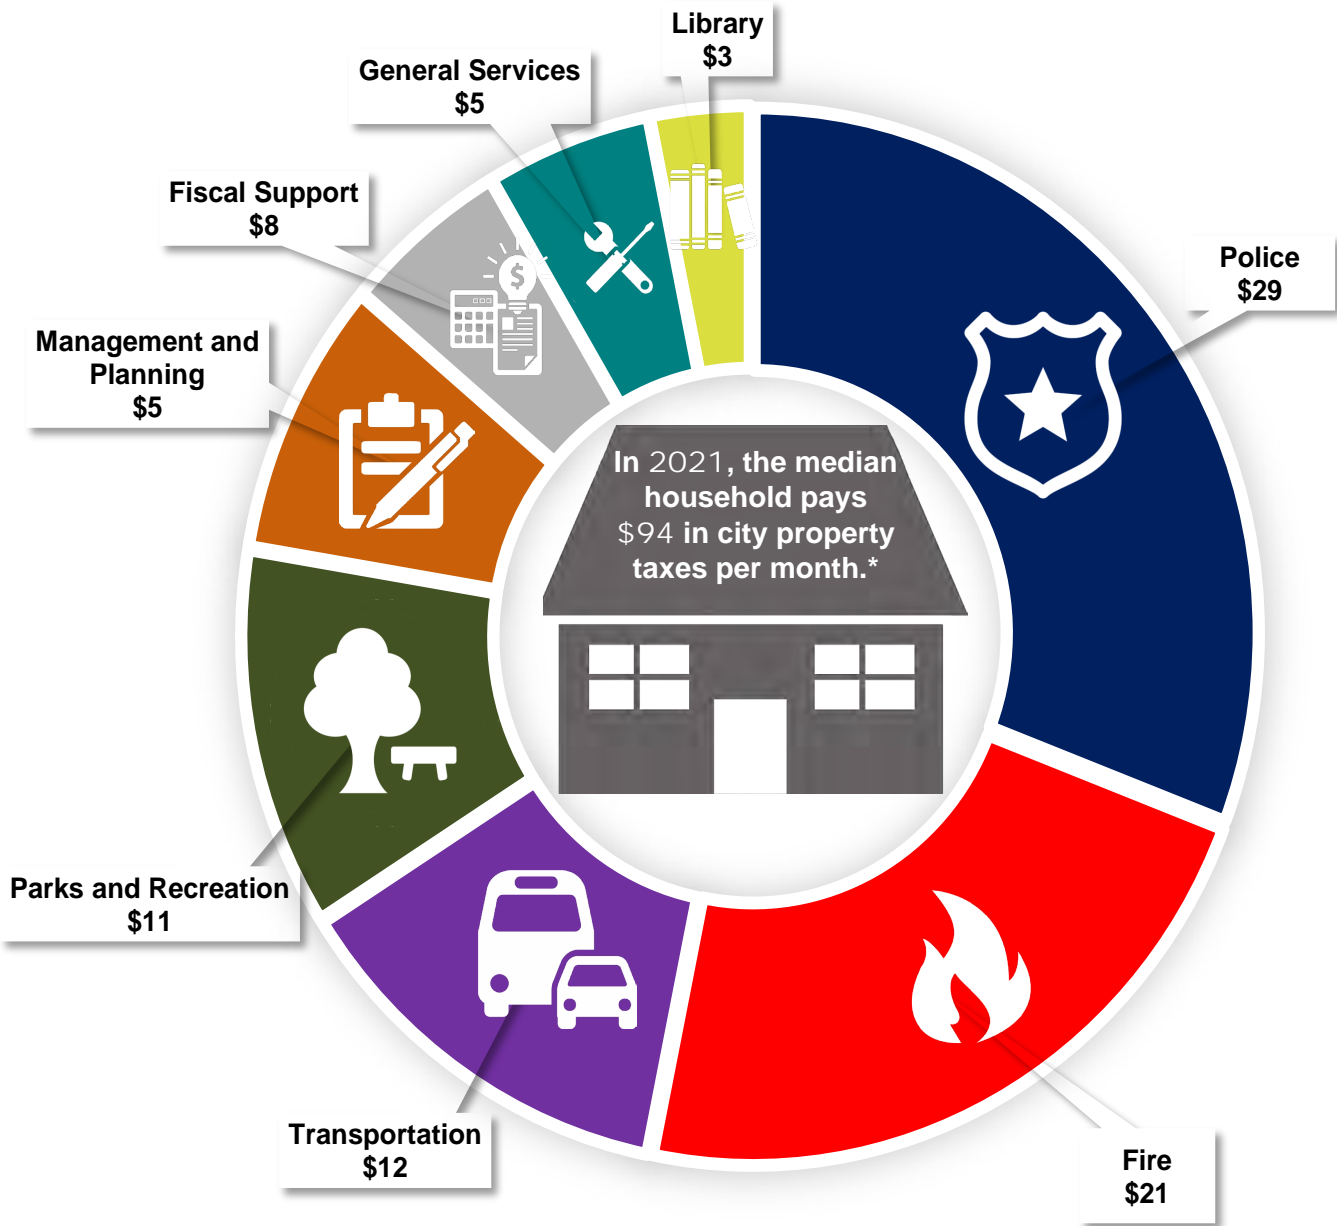 Library
$3
General Services
$5
Fiscal Support
$8
Police
$29
Management and
Planning
$5
In 2021, the median
household pays
$94 in city property
taxes per month.*
Parks and Recreation
$11
Transportation
$12
Fire
$21
$